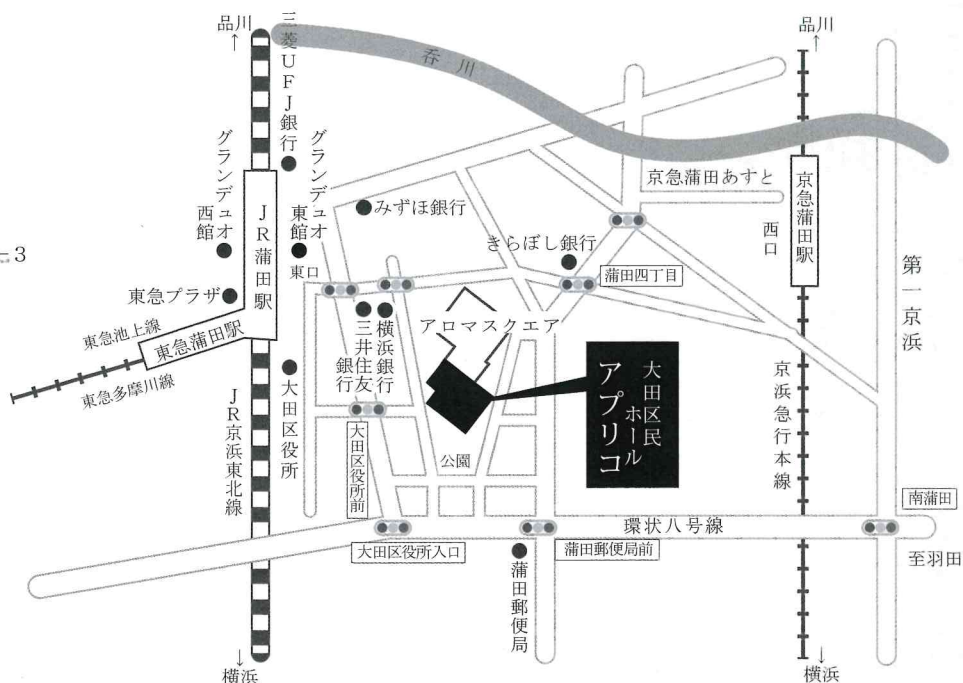 品川
↑
三菱UFJ銀行
呑川
品川
↑
グランデュオ
西館
グランデュオ
東館
JR蒲田駅
みずほ銀行
京急蒲田あすと
京急蒲田駅
西口
きらぼし銀行
蒲田四丁目
第一京浜
-3
東口
東急プラザ
東急池上線
東急蒲田駅
東急多摩川線
アロマスクエア
横浜銀行
三井住友
銀行
大田区民
ホール
アプリコ
大田区役所
JR京浜東北線
大田区役所前
公園
京浜急行本線
南蒲田
環状八号線
大田区役所入口
蒲田郵便局前
蒲田郵便局
至羽田
↓
横浜
↓
横浜